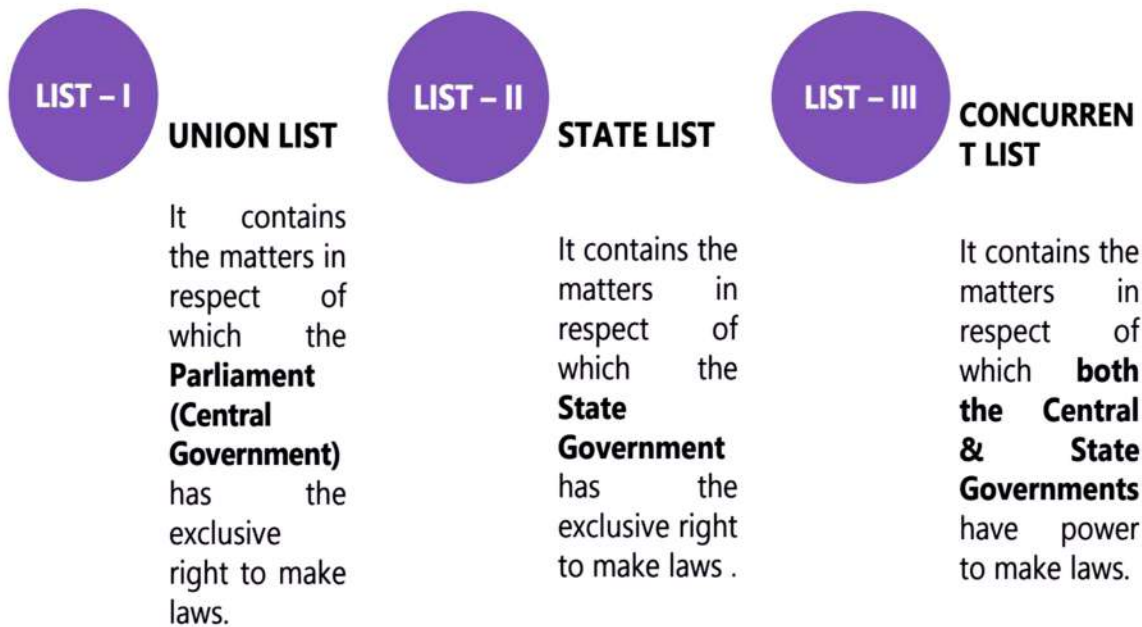 LIST – I
UNION LIST
It contains
the matters in
respect of
which the
Parliament
(Central
Government)
has the
exclusive
right to make
laws.
LIST – II
STATE LIST
It contains the
matters in
respect of
which the
State
Government
has the
exclusive right
to make laws .
LIST – III
CONCURREN
T LIST
It contains the
matters in
respect of
which both
the Central
& State
Governments
have power
to make laws.